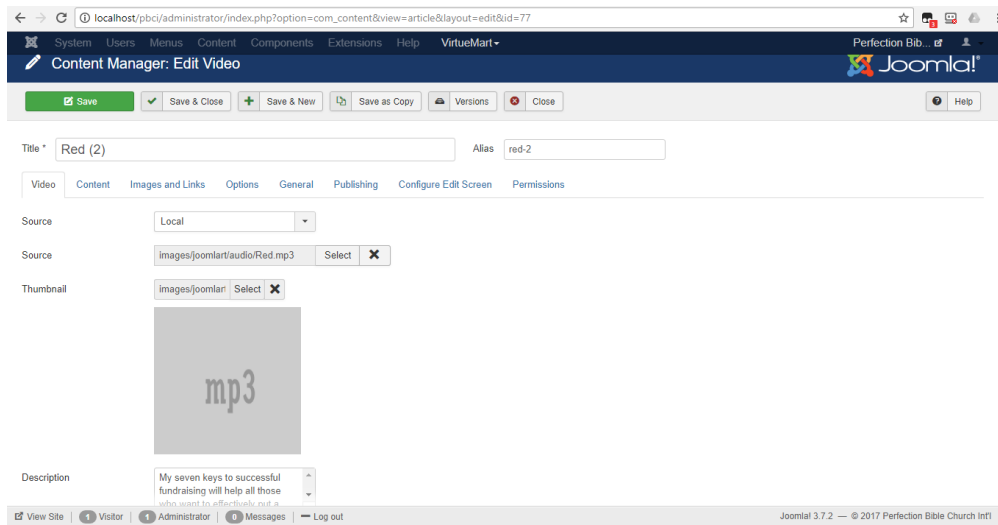 localhost/pbci/administrator/index.php?option=com_content&view=article&layout=edit&id=77
System Users Menus Content Components Extensions Help VirtueMart Perfection Bib...
Content Manager: Edit Video Joomla!
Save Save & Close Save & New Save as Copy Versions Close Help
Title * Red (2) Alias red-2
Video Content Images and Links Options General Publishing Configure Edit Screen Permissions
Source Local
Source images/joomlart/audio/Red.mp3 Select
Thumbnail images/joomlart Select
mp3
Description My seven keys to successful
fundraising will help all those
who want to effectively put a
View Site 1 Visitor 1 Administrator 0 Messages Log out Joomla! 3.7.2 — © 2017 Perfection Bible Church Int'l